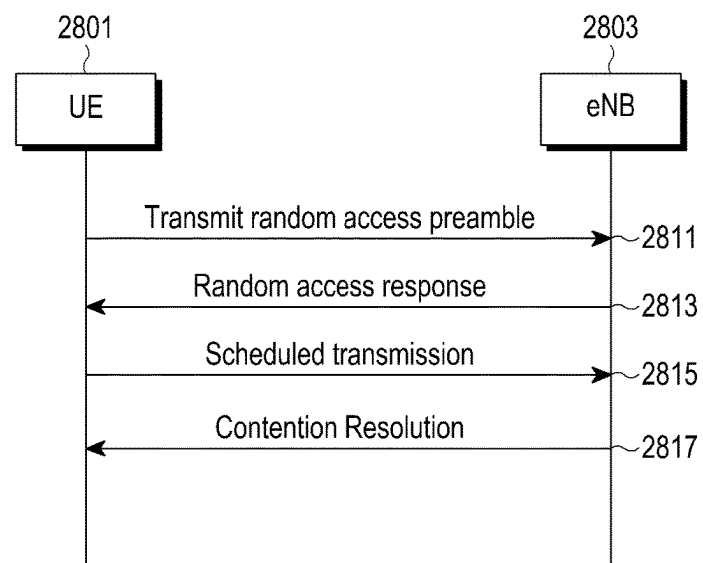 2801
2803
UE
eNB
Transmit random access preamble
2811
Random access response
2813
Scheduled transmission
2815
Contention Resolution
2817